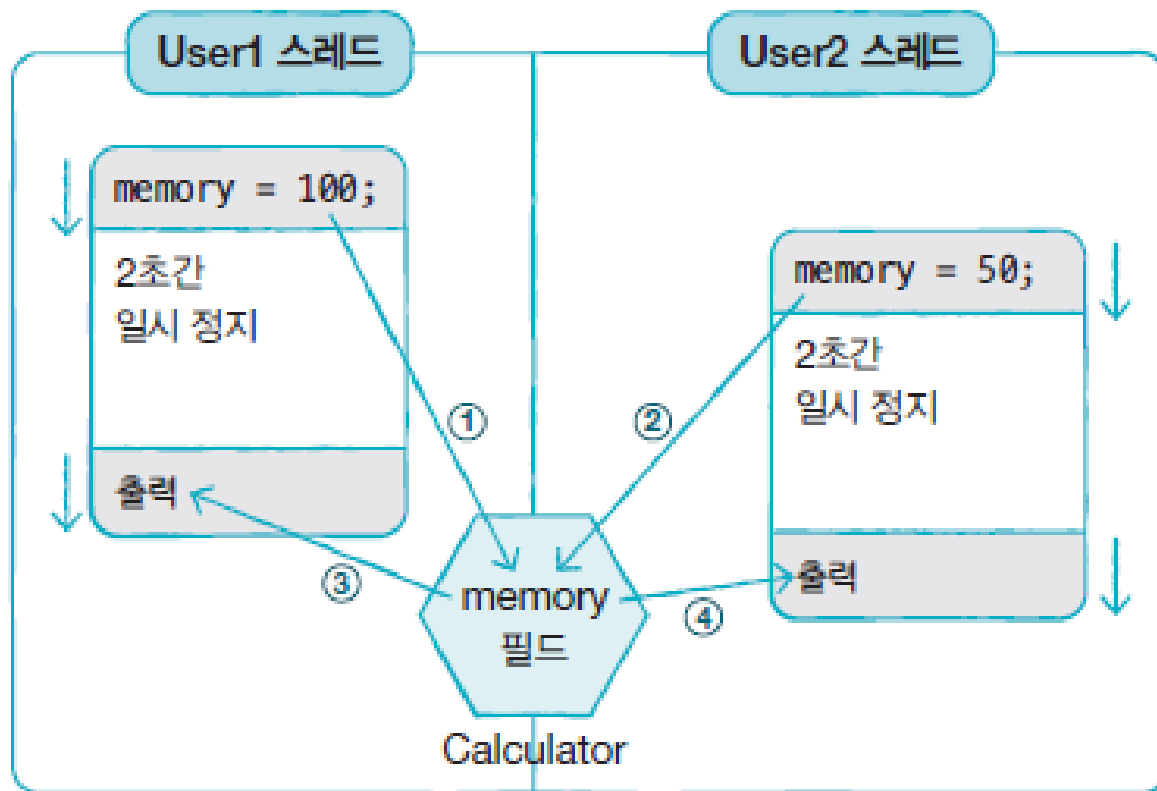 User1 스레드
User2 스레드
memory = 100;
2초간
일시 정지
출력
memory = 50;
2초간
일시 정지
출력
①
②
③
④
memory
필드
Calculator